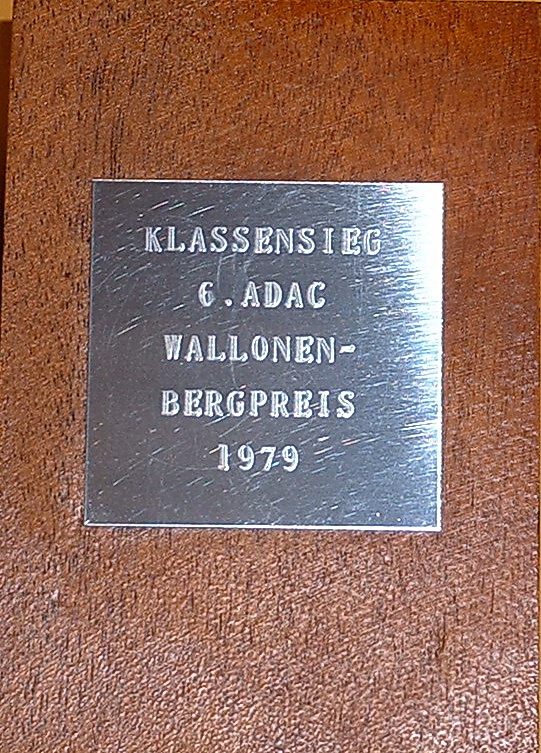 KLASSENSIEG
6.ADAC
WALLONEN-
BERGPREIS
1979